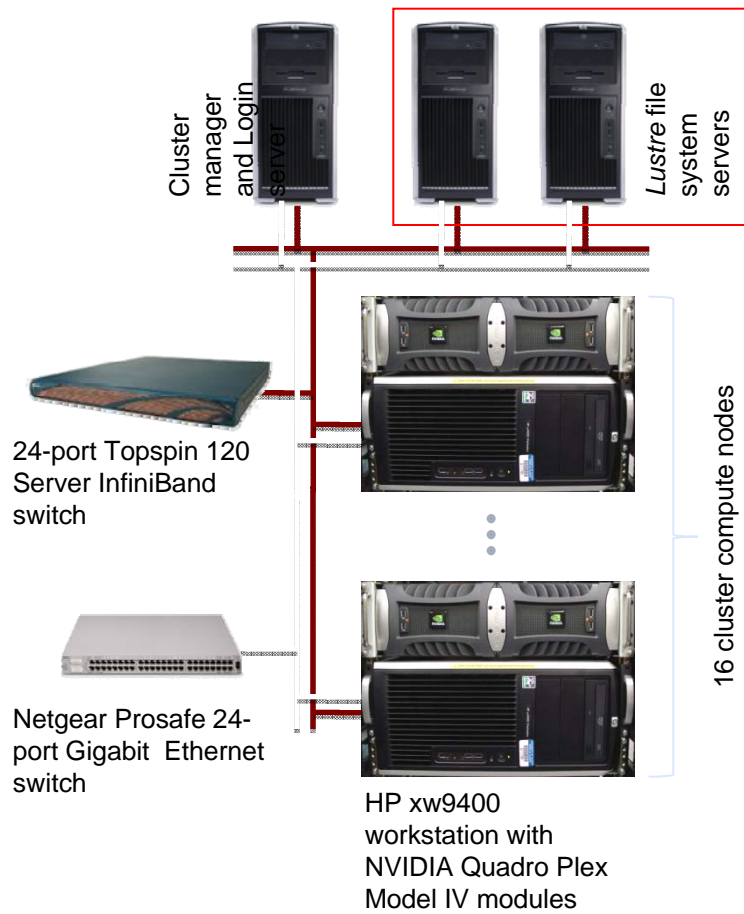 Cluster
manager
and Login
server
Lustre file
system
servers
24-port Topspin 120
Server InfiniBand
switch
16 cluster compute nodes
Netgear Prosafe 24-
port Gigabit  Ethernet
switch
HP xw9400
workstation with
NVIDIA Quadro Plex
Model IV modules